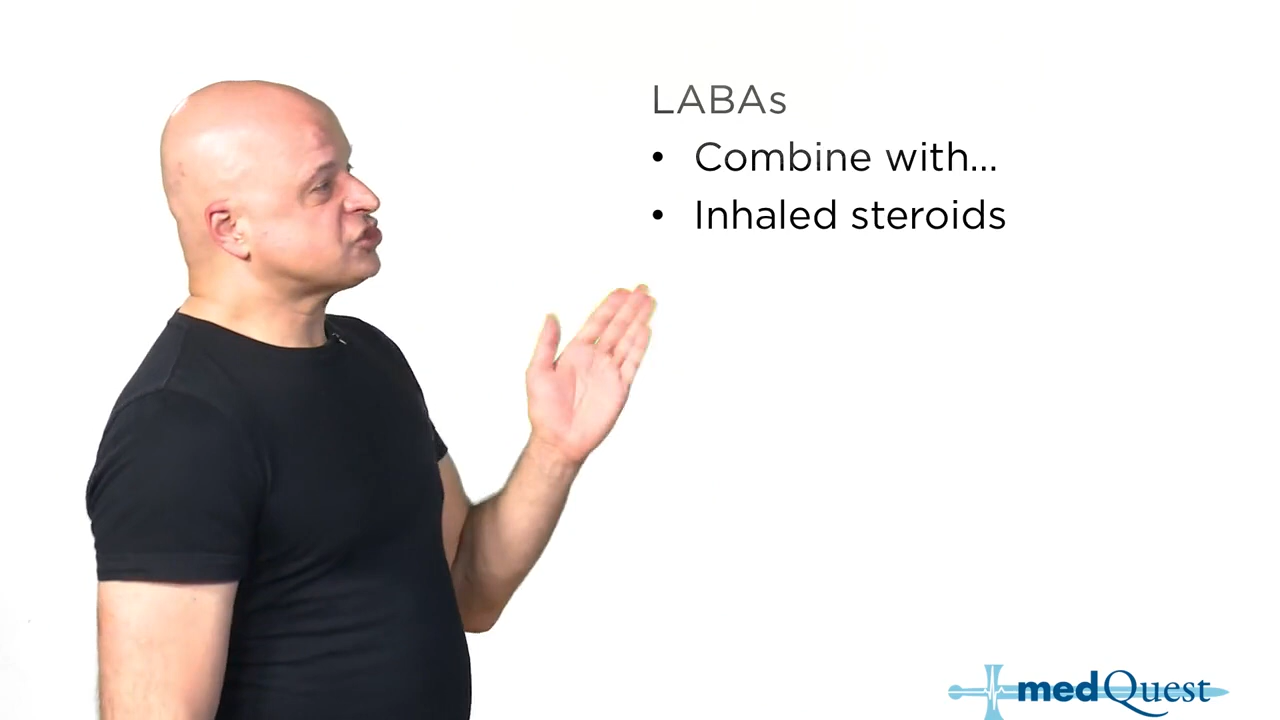 LABAs
• Combine with...
• Inhaled steroids
medQuest